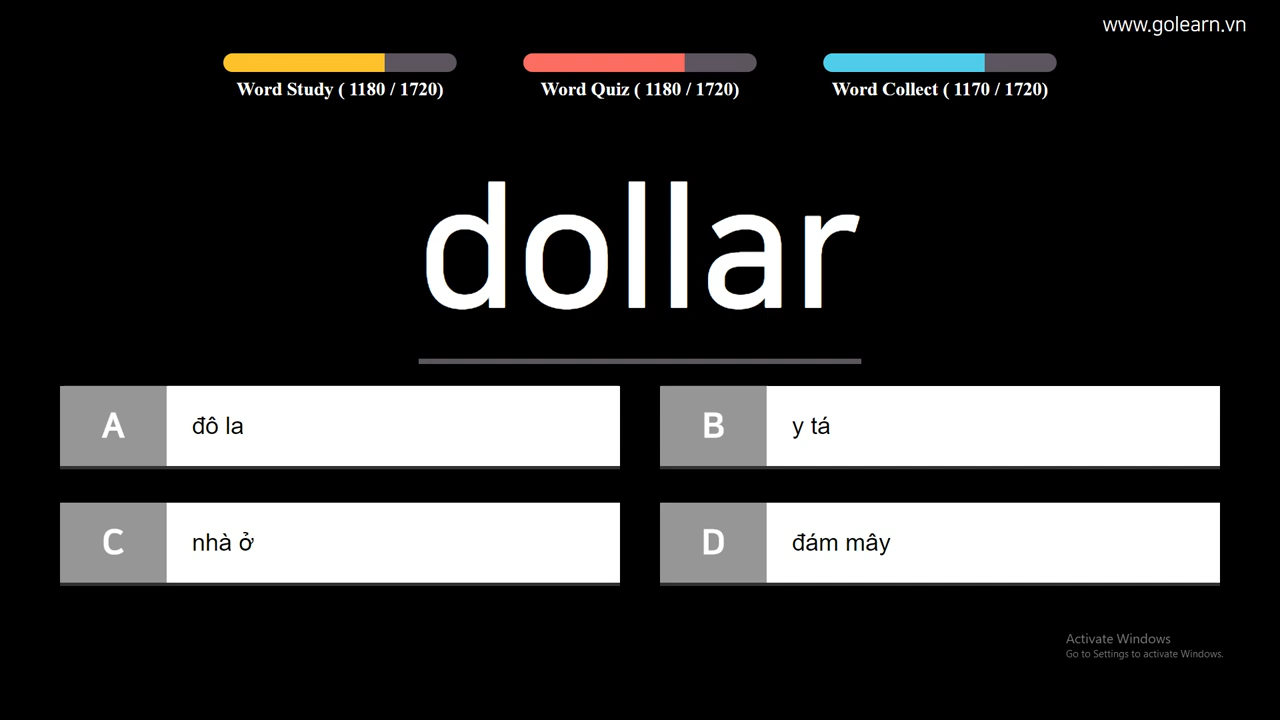 www.golearn.vn
Word Study ( 1180 / 1720)
Word Quiz ( 1180 / 1720)
Word Collect ( 1170 / 1720)
dollar
A đô la
B y tá
C nhà ở
D đám mây
Activate Windows
Go to Settings to activate Windows.